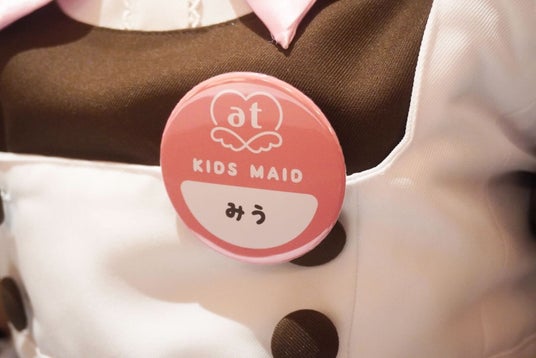 at
KIDS MAID
みう